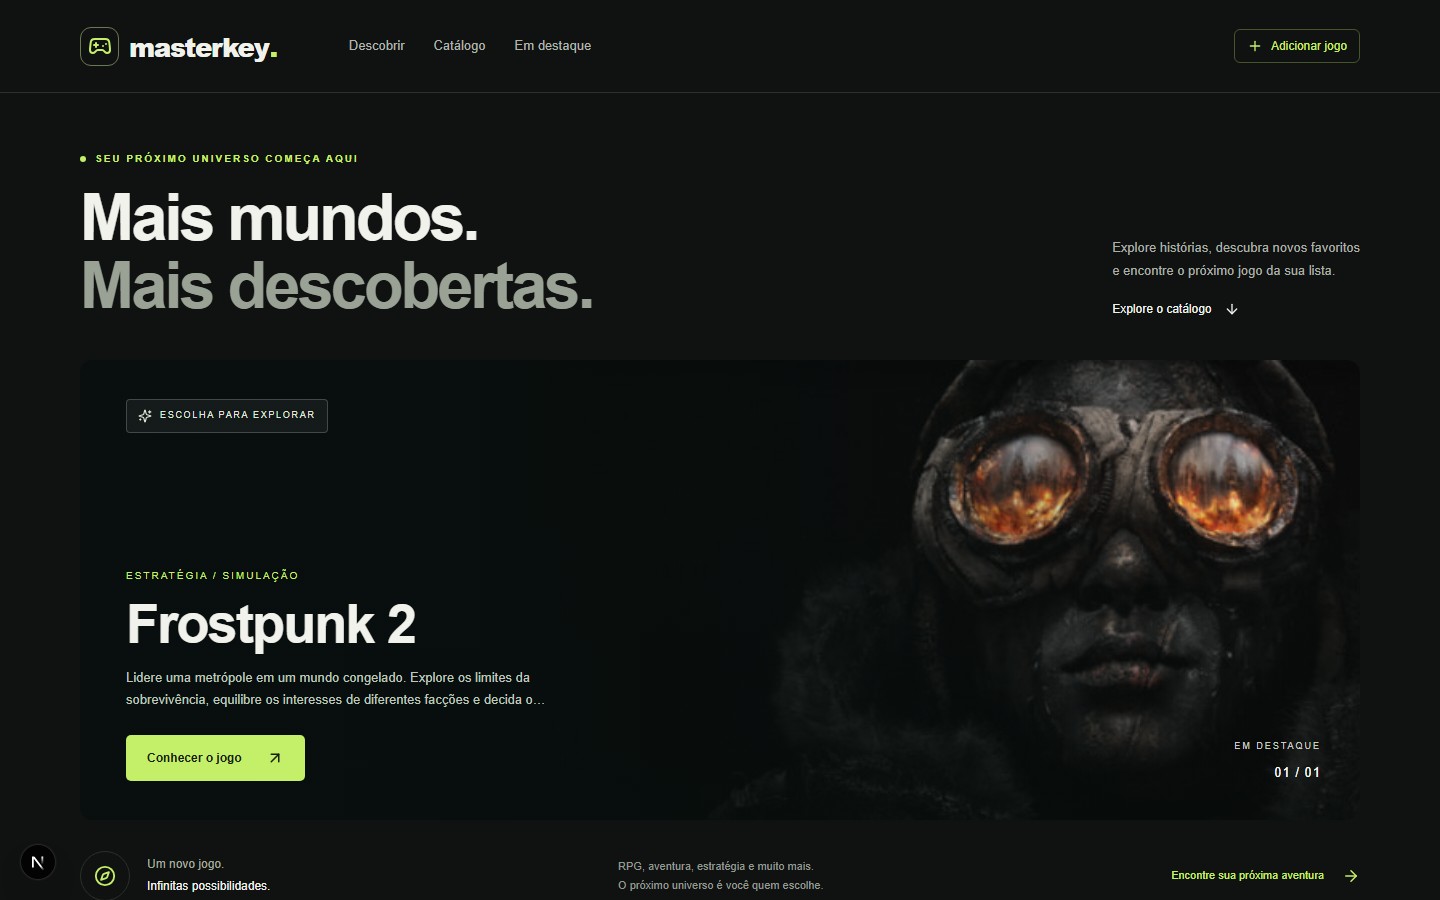 masterkey.
Descobrir
Catálogo
Em destaque
Adicionar jogo
SEU PRÓXIMO UNIVERSO COMEÇA AQUI
Mais mundos.
Mais descobertas.
Explore histórias, descubra novos favoritos
e encontre o próximo jogo da sua lista.
Explore o catálogo
ESCOLHA PARA EXPLORAR
ESTRATÉGIA / SIMULAÇÃO
Frostpunk 2
Lidere uma metrópole em um mundo congelado. Explore os limites da
sobrevivência, equilibre os interesses de diferentes facções e decida o…
Conhecer o jogo
EM DESTAQUE
01 / 01
N
Um novo jogo.
Infinitas possibilidades.
RPG, aventura, estratégia e muito mais.
O próximo universo é você quem escolhe.
Encontre sua próxima aventura